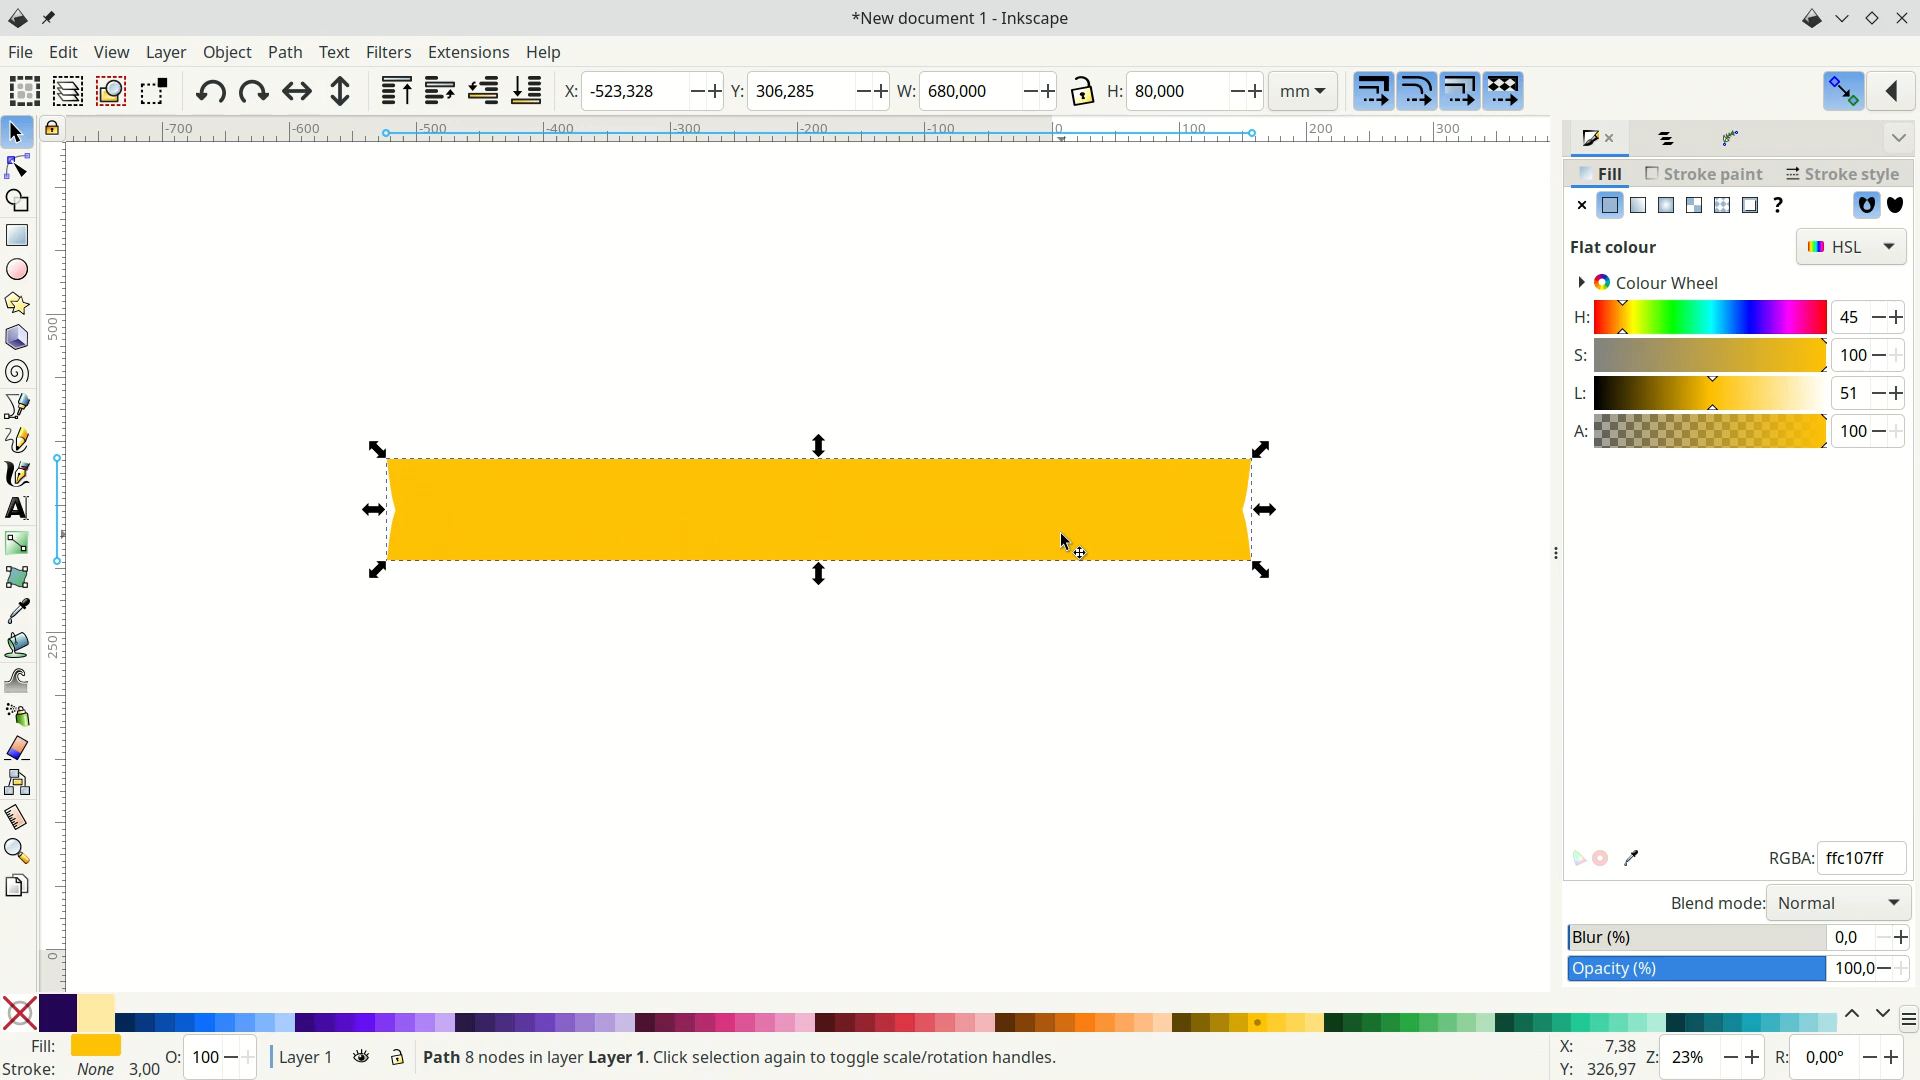 *New document 1 - Inkscape
File Edit View Layer Object Path Text Filters Extensions Help
X: -523,328 Y: 306,285 W: 680,000 H: 80,000 mm
-700 -600 -500 -400 -300 -200 -100 0 100 200 300
500
250
0
Fill Stroke paint Stroke style
Flat colour HSL
Colour Wheel
H: 45
S: 100
L: 51
A: 100
RGBA: ffc107ff
Blend mode: Normal
Blur (%) 0,0
Opacity (%) 100,0
Fill:
Stroke: None 3,00 O: 100 Layer 1 Path 8 nodes in layer Layer 1. Click selection again to toggle scale/rotation handles.
X: 7,38
Y: 326,97
Z: 23% R: 0,00°